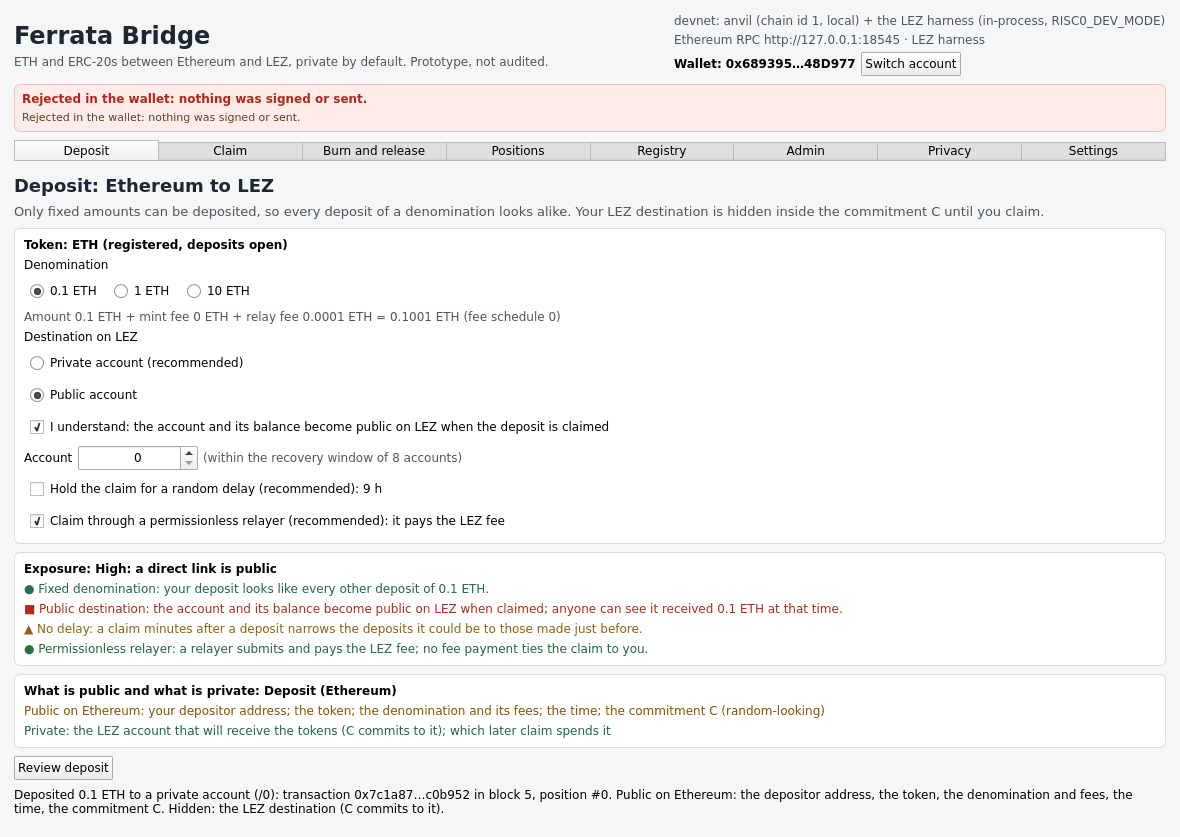 Ferrata Bridge
ETH and ERC-20s between Ethereum and LEZ, private by default. Prototype, not audited.
devnet: anvil (chain id 1, local) + the LEZ harness (in-process, RISC0_DEV_MODE)
Ethereum RPC http://127.0.0.1:18545 · LEZ harness
Wallet: 0x689395…48D977 Switch account
Rejected in the wallet: nothing was signed or sent.
Rejected in the wallet: nothing was signed or sent.
Deposit Claim Burn and release Positions Registry Admin Privacy Settings
Deposit: Ethereum to LEZ
Only fixed amounts can be deposited, so every deposit of a denomination looks alike. Your LEZ destination is hidden inside the commitment C until you claim.
Token: ETH (registered, deposits open)
Denomination
0.1 ETH 1 ETH 10 ETH
Amount 0.1 ETH + mint fee 0 ETH + relay fee 0.0001 ETH = 0.1001 ETH (fee schedule 0)
Destination on LEZ
Private account (recommended)
Public account
I understand: the account and its balance become public on LEZ when the deposit is claimed
Account 0 (within the recovery window of 8 accounts)
Hold the claim for a random delay (recommended): 9 h
Claim through a permissionless relayer (recommended): it pays the LEZ fee
Exposure: High: a direct link is public
● Fixed denomination: your deposit looks like every other deposit of 0.1 ETH.
■ Public destination: the account and its balance become public on LEZ when claimed; anyone can see it received 0.1 ETH at that time.
▲ No delay: a claim minutes after a deposit narrows the deposits it could be to those made just before.
● Permissionless relayer: a relayer submits and pays the LEZ fee; no fee payment ties the claim to you.
What is public and what is private: Deposit (Ethereum)
Public on Ethereum: your depositor address; the token; the denomination and its fees; the time; the commitment C (random-looking)
Private: the LEZ account that will receive the tokens (C commits to it); which later claim spends it
Review deposit
Deposited 0.1 ETH to a private account (/0): transaction 0x7c1a87…c0b952 in block 5, position #0. Public on Ethereum: the depositor address, the token, the denomination and fees, the
time, the commitment C. Hidden: the LEZ destination (C commits to it).